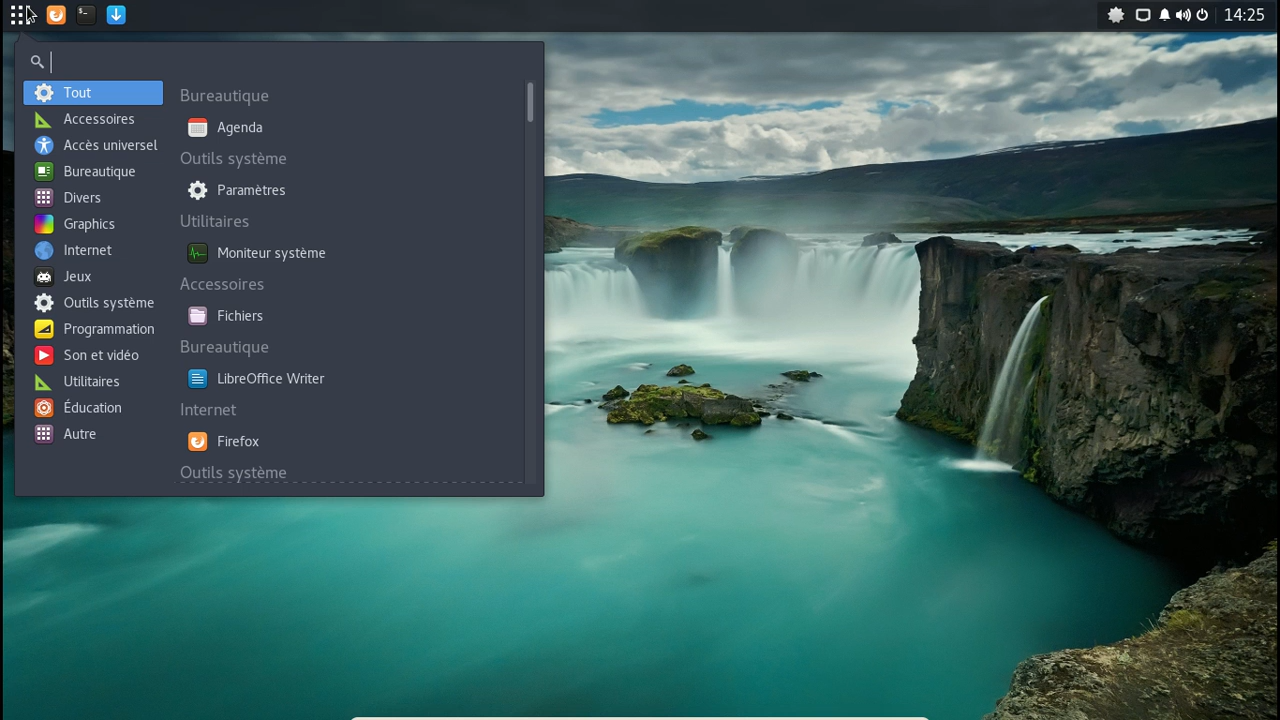 14:25
Tout
Accessoires
Accès universel
Bureautique
Divers
Graphics
Internet
Jeux
Outils système
Programmation
Son et vidéo
Utilitaires
Éducation
Autre
Bureautique
Agenda
Outils système
Paramètres
Utilitaires
Moniteur système
Accessoires
Fichiers
Bureautique
LibreOffice Writer
Internet
Firefox
Outils système